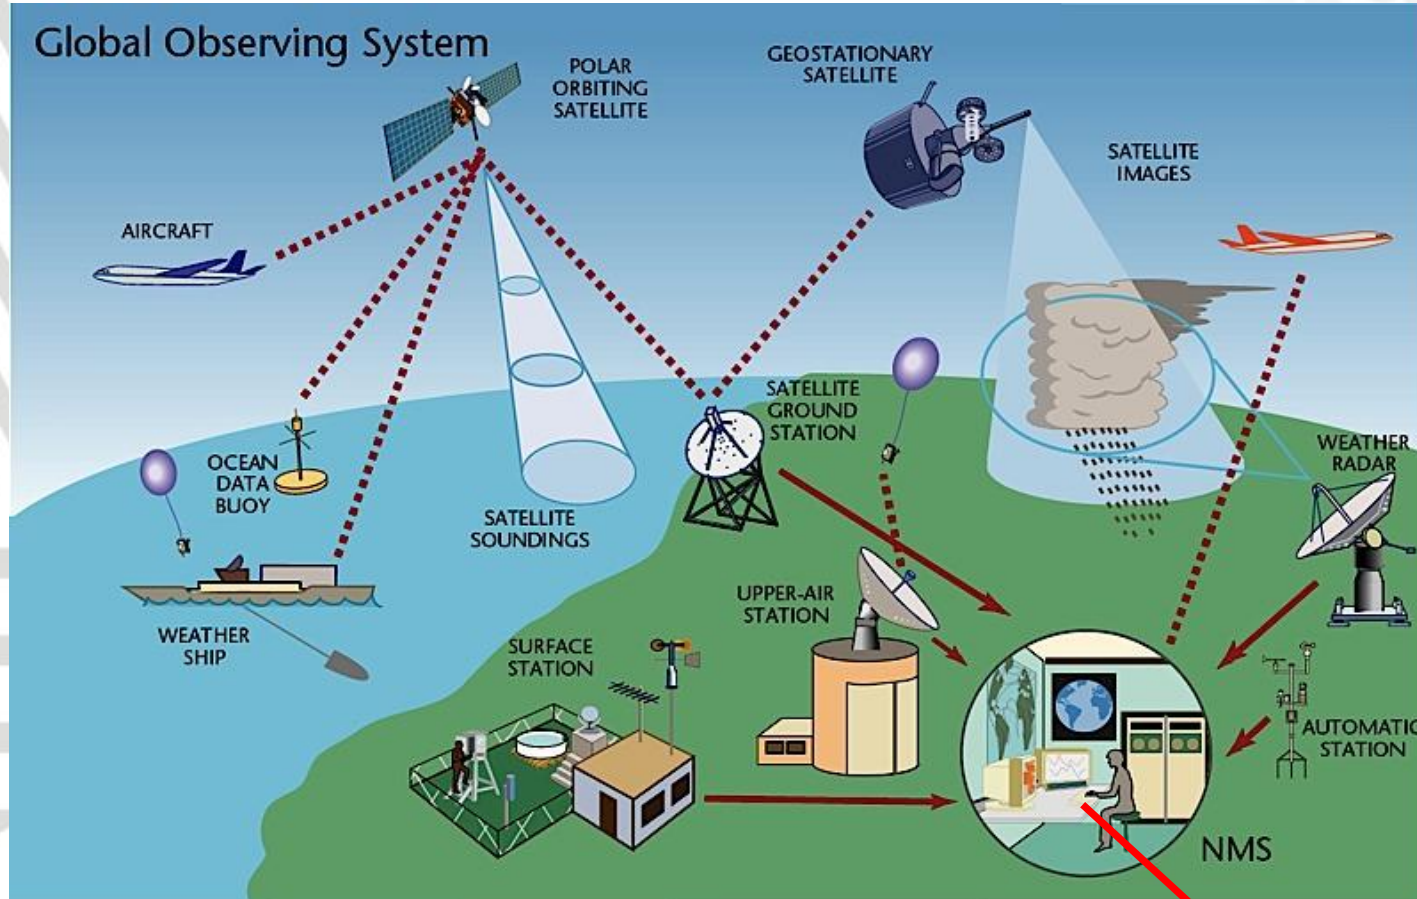 Global Observing System
POLAR
ORBITING
SATELLITE
GEOSTATIONARY
SATELLITE
SATELLITE
IMAGES
AIRCRAFT
SATELLITE
GROUND
STATION
WEATHER
RADAR
OCEAN
DATA
BUOY
SATELLITE
SOUNDINGS
UPPER-AIR
STATION
WEATHER
SHIP
SURFACE
STATION
AUTOMATIC
STATION
NMS